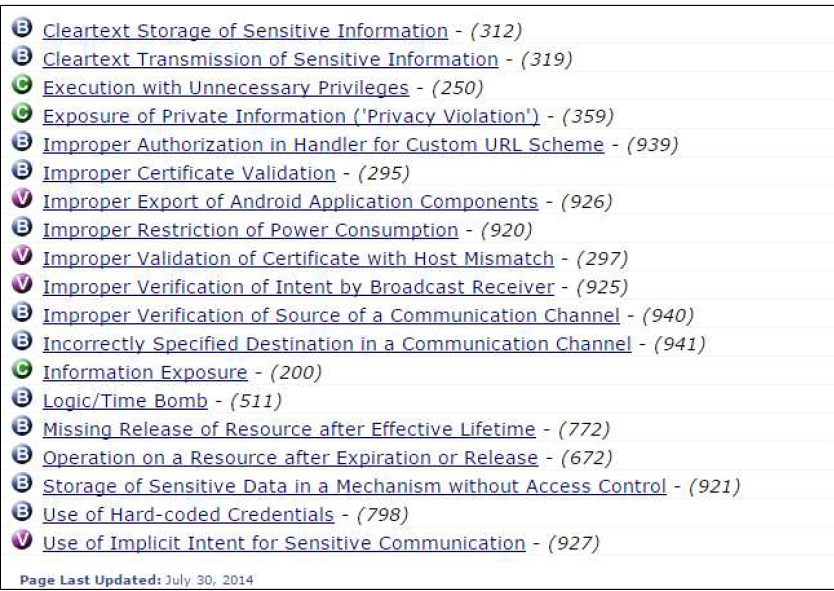 B Cleartext Storage of Sensitive Information - (312)
B Cleartext Transmission of Sensitive Information - (319)
C Execution with Unnecessary Privileges - (250)
C Exposure of Private Information ('Privacy Violation') - (359)
B Improper Authorization in Handler for Custom URL Scheme - (939)
B Improper Certificate Validation - (295)
V Improper Export of Android Application Components - (926)
B Improper Restriction of Power Consumption - (920)
V Improper Validation of Certificate with Host Mismatch - (297)
V Improper Verification of Intent by Broadcast Receiver - (925)
B Improper Verification of Source of a Communication Channel - (940)
B Incorrectly Specified Destination in a Communication Channel - (941)
C Information Exposure - (200)
B Logic/Time Bomb - (511)
B Missing Release of Resource after Effective Lifetime - (772)
B Operation on a Resource after Expiration or Release - (672)
B Storage of Sensitive Data in a Mechanism without Access Control - (921)
B Use of Hard-coded Credentials - (798)
V Use of Implicit Intent for Sensitive Communication - (927)
Page Last Updated: July 30, 2014